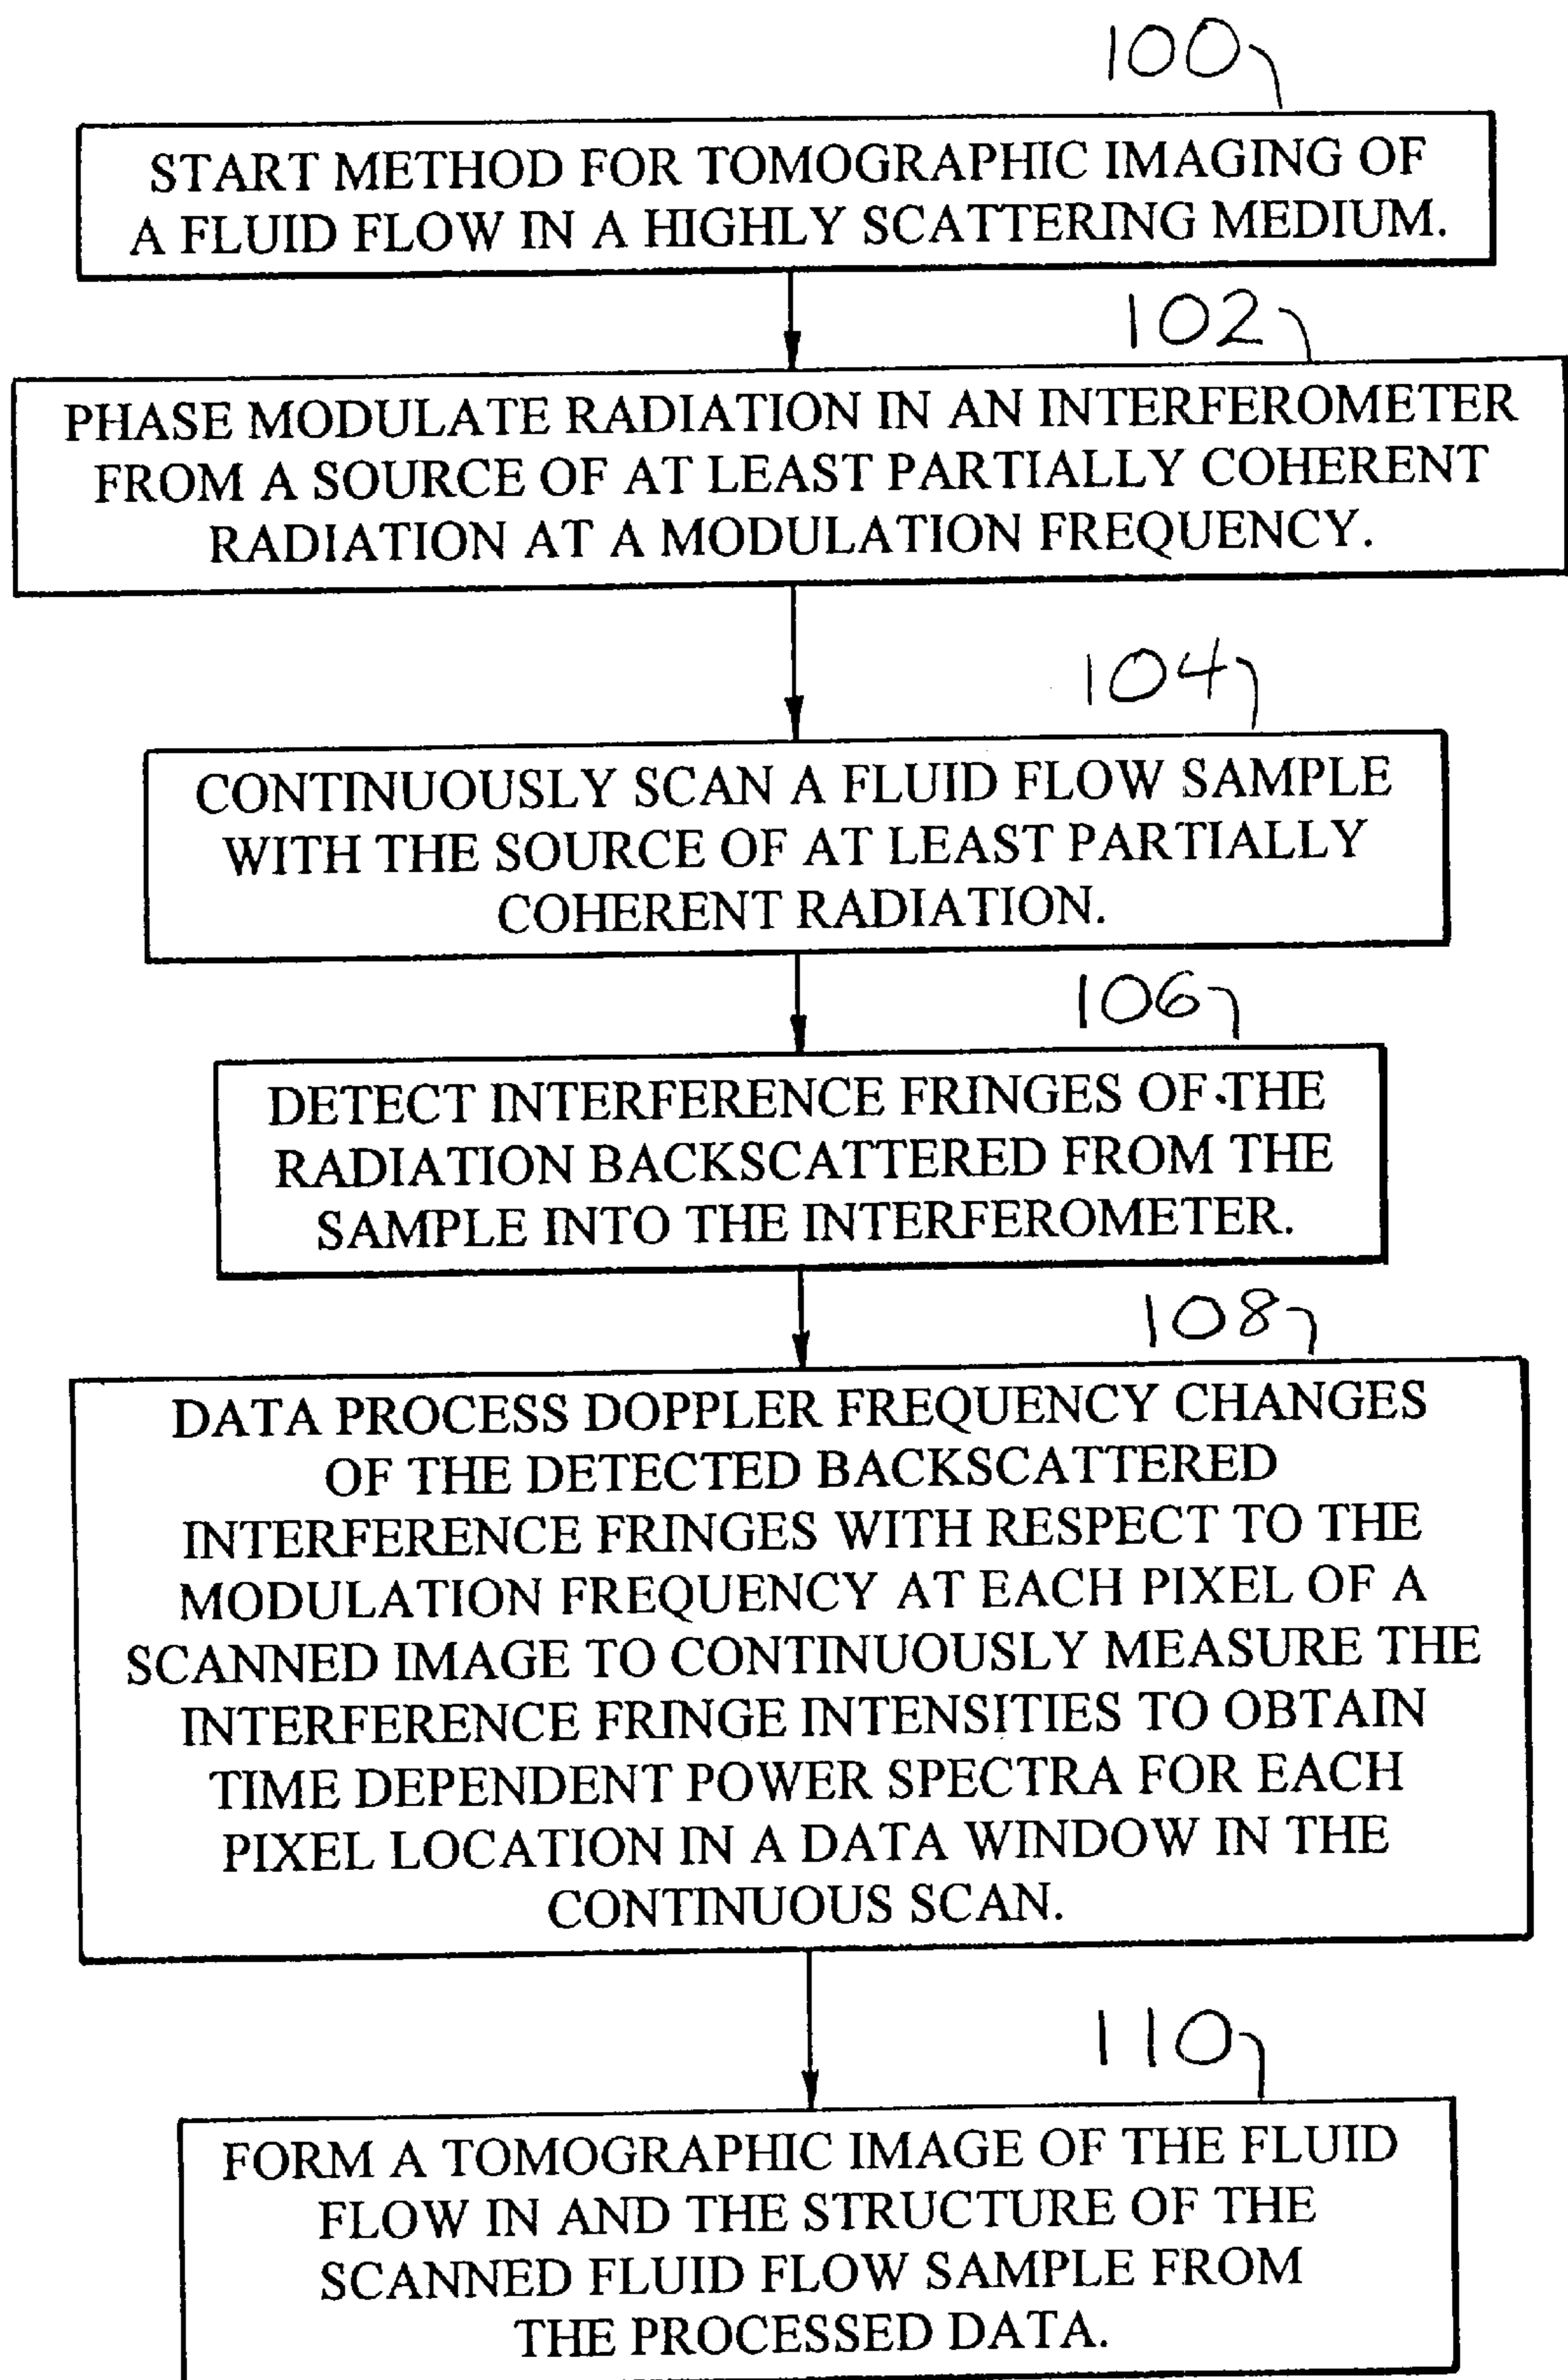 100
START METHOD FOR TOMOGRAPHIC IMAGING OF
A FLUID FLOW IN A HIGHLY SCATTERING MEDIUM.
102
PHASE MODULATE RADIATION IN AN INTERFEROMETER
FROM A SOURCE OF AT LEAST PARTIALLY COHERENT
RADIATION AT A MODULATION FREQUENCY.
104
CONTINUOUSLY SCAN A FLUID FLOW SAMPLE
WITH THE SOURCE OF AT LEAST PARTIALLY
COHERENT RADIATION.
106
DETECT INTERFERENCE FRINGES OF THE
RADIATION BACKSCATTERED FROM THE
SAMPLE INTO THE INTERFEROMETER.
108
DATA PROCESS DOPPLER FREQUENCY CHANGES
OF THE DETECTED BACKSCATTERED
INTERFERENCE FRINGES WITH RESPECT TO THE
MODULATION FREQUENCY AT EACH PIXEL OF A
SCANNED IMAGE TO CONTINUOUSLY MEASURE THE
INTERFERENCE FRINGE INTENSITIES TO OBTAIN
TIME DEPENDENT POWER SPECTRA FOR EACH
PIXEL LOCATION IN A DATA WINDOW IN THE
CONTINUOUS SCAN.
110
FORM A TOMOGRAPHIC IMAGE OF THE FLUID
FLOW IN AND THE STRUCTURE OF THE
SCANNED FLUID FLOW SAMPLE FROM
THE PROCESSED DATA.